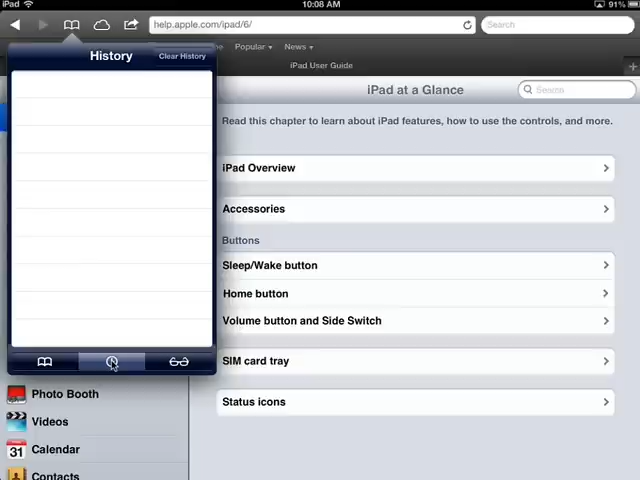 iPad
10:08 AM
91%
help.apple.com/ipad/6/
Search
Popular
News
History
Clear History
iPad User Guide
iPad at a Glance
Search
Read this chapter to learn about iPad features, how to use the controls, and more.
iPad Overview
Accessories
Buttons
Sleep/Wake button
Home button
Volume button and Side Switch
SIM card tray
Status icons
Photo Booth
Videos
31
Calendar
Contacts